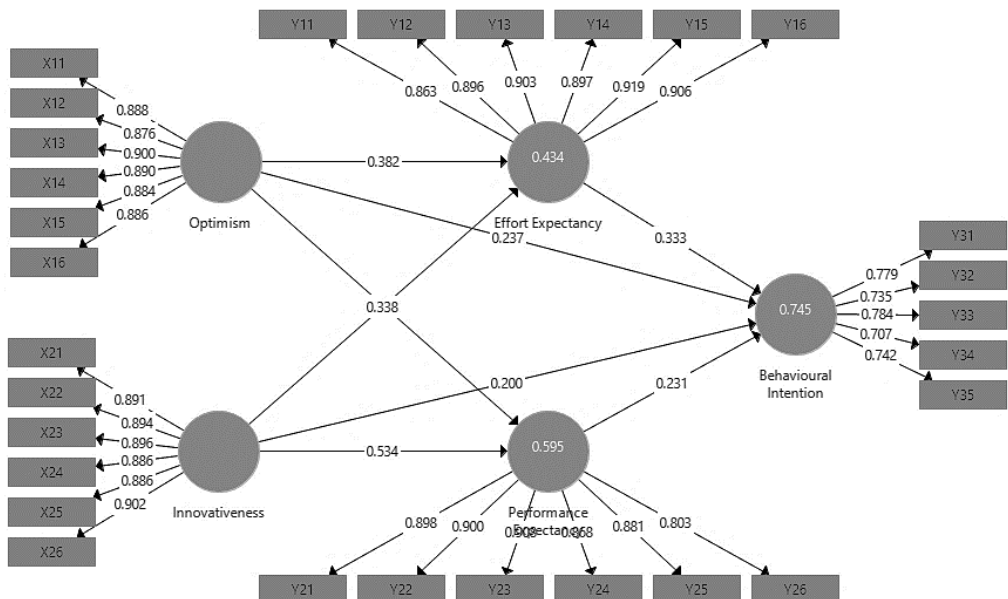 Y11 Y12 Y13 Y14 Y15 Y16
0.863 0.896 0.903 0.897 0.919 0.906
X11
X12
X13
X14
X15
X16
0.888
0.876
0.900
0.890
0.884
0.886
Optimism
0.382
0.434
Effort Expectancy
0.237
0.333
0.338
Y31
Y32
Y33
Y34
Y35
0.779
0.735
0.784
0.707
0.742
0.745
Behavioural
Intention
X21
X22
X23
X24
X25
X26
0.891
0.894
0.896
0.886
0.886
0.902
Innovativeness
0.200
0.231
0.534
0.595
Performance
Expectancy
0.898 0.900 0.868 0.881 0.803
Y21 Y22 Y23 Y24 Y25 Y26